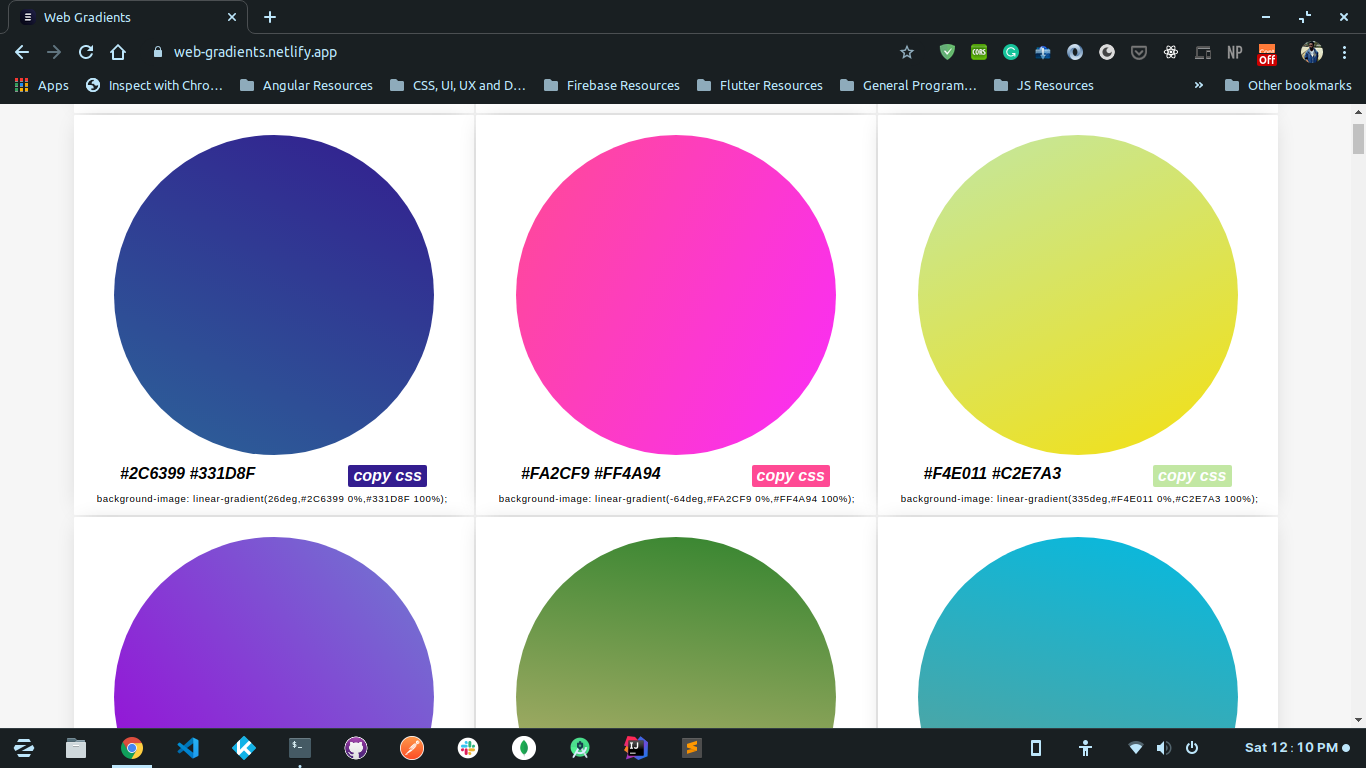 Web Gradients
web-gradients.netlify.app
CORS
NP
Off
Apps
Inspect with Chro…
Angular Resources
CSS, UI, UX and D…
Firebase Resources
Flutter Resources
General Program…
JS Resources
»
Other bookmarks
#2C6399 #331D8F
copy css
background-image: linear-gradient(26deg,#2C6399 0%,#331D8F 100%);
#FA2CF9 #FF4A94
copy css
background-image: linear-gradient(-64deg,#FA2CF9 0%,#FF4A94 100%);
#F4E011 #C2E7A3
copy css
background-image: linear-gradient(335deg,#F4E011 0%,#C2E7A3 100%);
IJ
Sat 12 : 10 PM